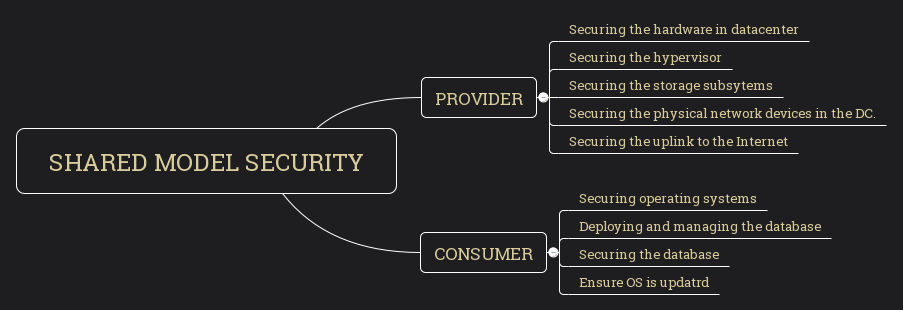 SHARED MODEL SECURITY
PROVIDER
Securing the hardware in datacenter
Securing the hypervisor
Securing the storage subsytems
Securing the physical network devices in the DC.
Securing the uplink to the Internet
CONSUMER
Securing operating systems
Deploying and managing the database
Securing the database
Ensure OS is updatrd